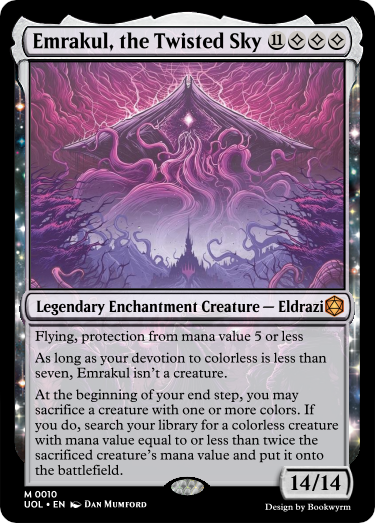 Emrakul, the Twisted Sky 11◇◇◇
Legendary Enchantment Creature — Eldrazi
Flying, protection from mana value 5 or less
As long as your devotion to colorless is less than
seven, Emrakul isn't a creature.
At the beginning of your end step, you may
sacrifice a creature with one or more colors. If
you do, search your library for a colorless creature
with mana value equal to or less than twice the
sacrificed creature's mana value and put it onto
the battlefield.
14/14
M 0010
UOL • EN Dan Mumford
Design by Bookwyrm